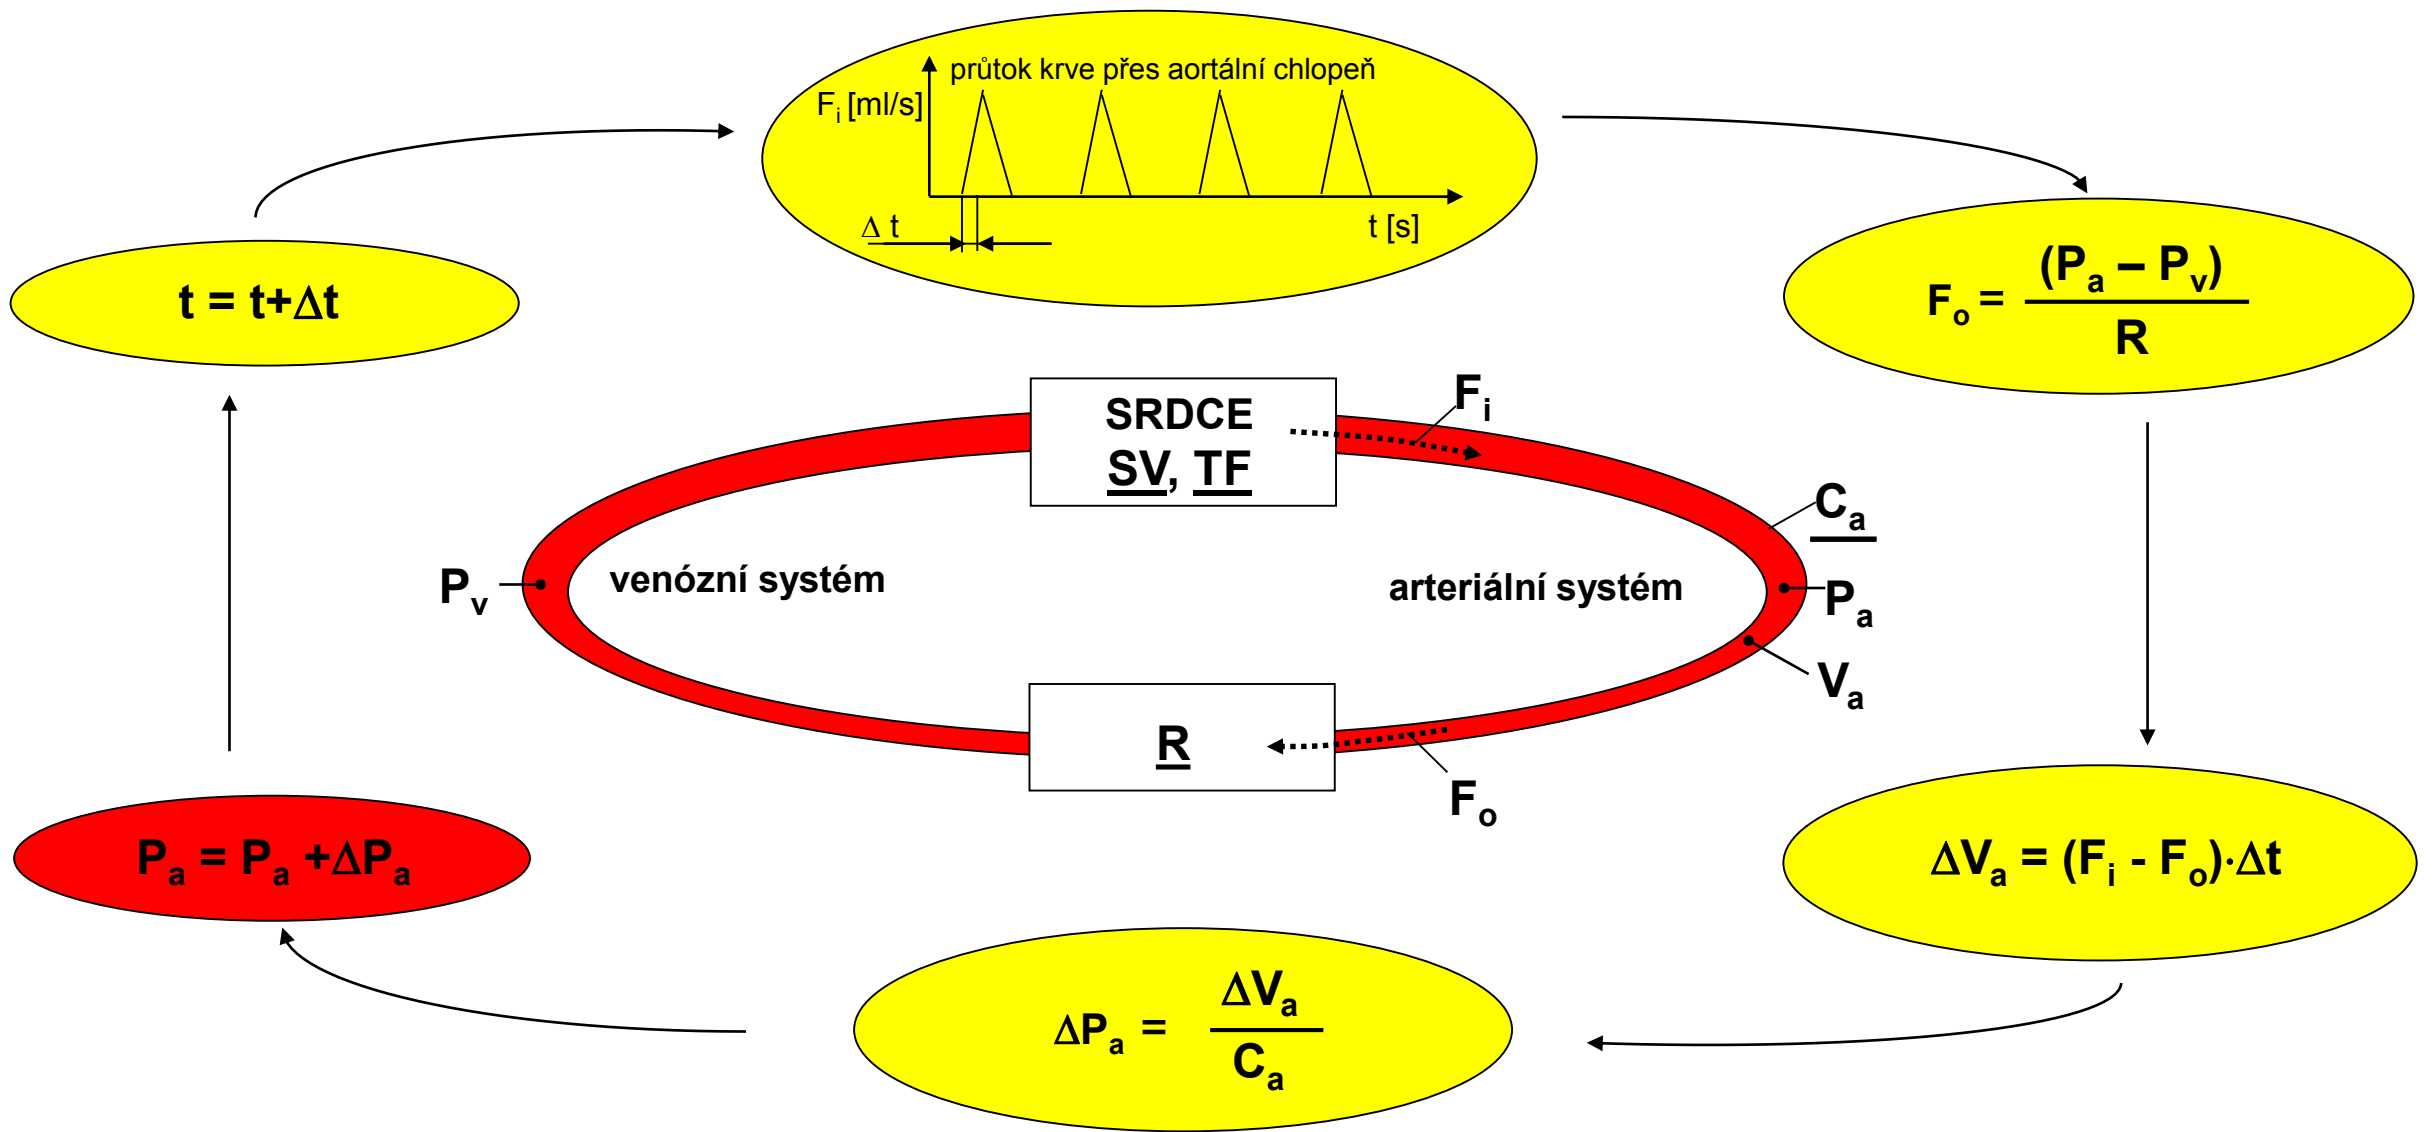 průtok krve přes aortální chlopeň
Fi [ml/s]
Δ t
t [s]
t = t+Δt
Fo = (Pa – Pv)
R
SRDCE
SV, TF
Fi
Ca
Pv
venózní systém
arteriální systém
Pa
Va
R
Fo
Pa = Pa +ΔPa
ΔVa = (Fi - Fo)·Δt
ΔPa = ΔVa
Ca